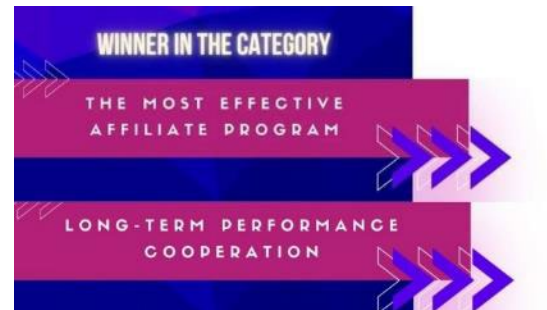 WINNER IN THE CATEGORY
THE MOST EFFECTIVE
AFFILIATE PROGRAM
LONG-TERM PERFORMANCE
COOPERATION